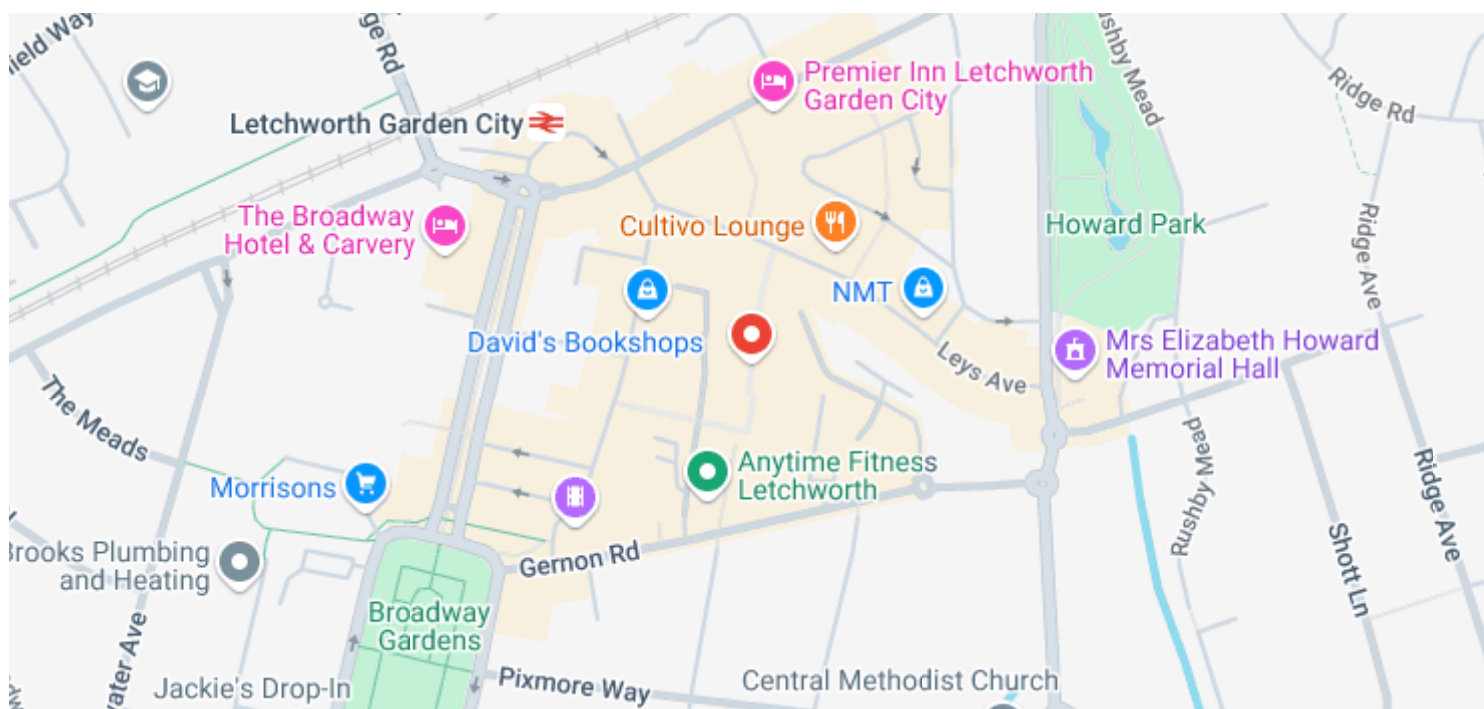 field Way
ge Rd
Premier Inn Letchworth
Garden City
Rushby Mead
Ridge Rd
Letchworth Garden City
The Broadway
Hotel & Carvery
Cultivo Lounge
Howard Park
Ridge Ave
NMT
David's Bookshops
Leys Ave
Mrs Elizabeth Howard
Memorial Hall
The Meads
Rushby Mead
Ridge Ave
Morrisons
Anytime Fitness
Letchworth
Brooks Plumbing
and Heating
Gernon Rd
Shott Ln
Broadway
Gardens
water Ave
Jackie's Drop-In
Pixmore Way
Central Methodist Church